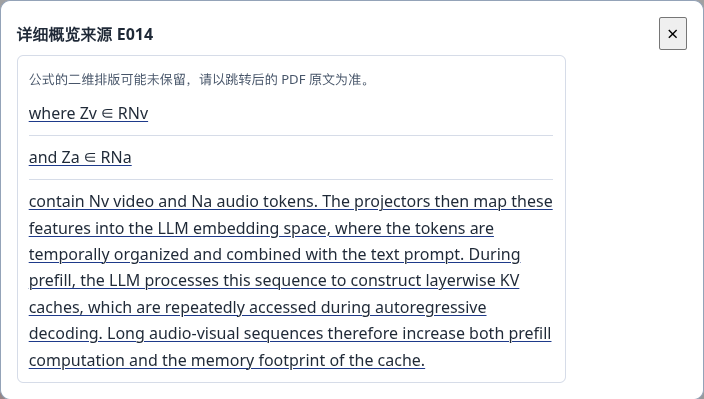 详细概览来源 E014
×
公式的二维排版可能未保留，请以跳转后的 PDF 原文为准。
where Zv ∈ RNv
and Za ∈ RNa
contain Nv video and Na audio tokens. The projectors then map these
features into the LLM embedding space, where the tokens are
temporally organized and combined with the text prompt. During
prefill, the LLM processes this sequence to construct layerwise KV
caches, which are repeatedly accessed during autoregressive
decoding. Long audio-visual sequences therefore increase both prefill
computation and the memory footprint of the cache.